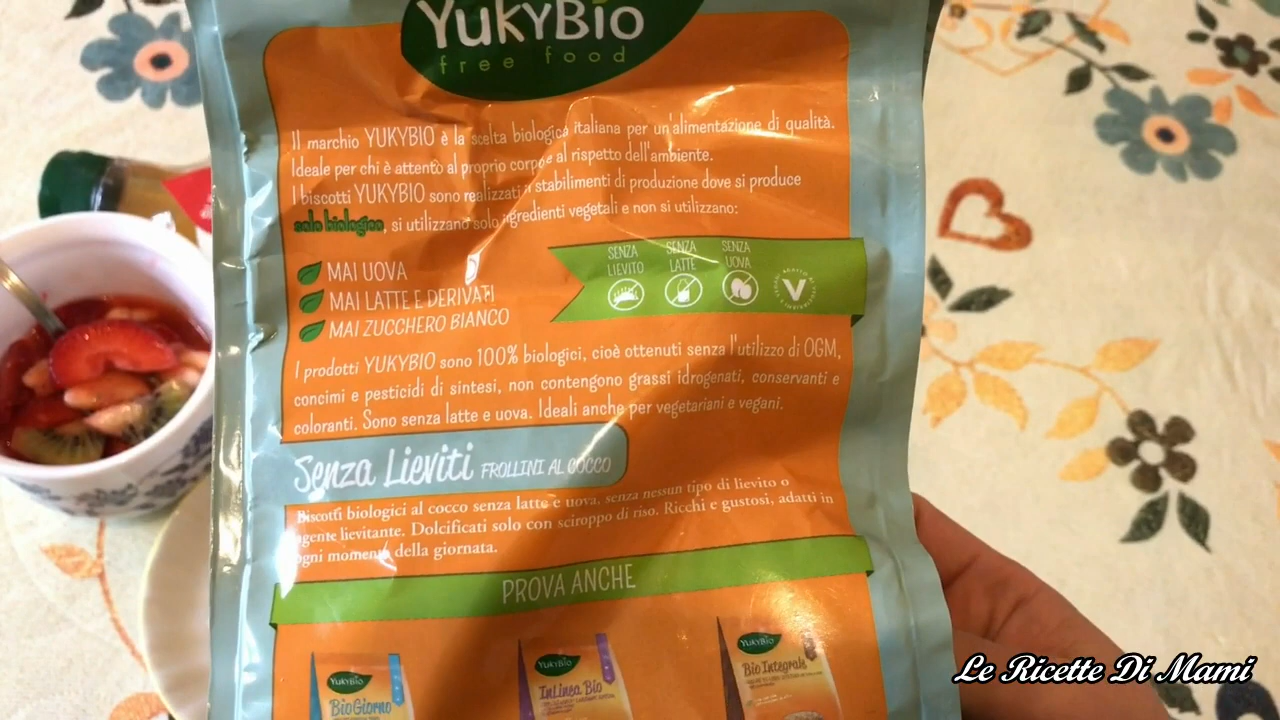 YUKYBIO
free food
Il marchio YUKYBIO è la scelta biologica italiana per un'alimentazione di qualità.
Ideale per chi è attento al proprio corpo e al rispetto dell'ambiente.
I biscotti YUKYBIO sono realizzati in stabilimenti di produzione dove si produce
solo biologico, si utilizzano solo ingredienti vegetali e non si utilizzano:
MAI UOVA
MAI LATTE E DERIVATI
MAI ZUCCHERO BIANCO
SENZA LIEVITO
SENZA LATTE
SENZA UOVA
V
I prodotti YUKYBIO sono 100% biologici, cioè ottenuti senza l'utilizzo di OGM,
concimi e pesticidi di sintesi, non contengono grassi idrogenati, conservanti e
coloranti. Sono senza latte e uova. Ideali anche per vegetariani e vegani.
Senza Lieviti FROLLINI AL COCCO
Biscotti biologici al cocco senza latte e uova, senza nessun tipo di lievito o
agente lievitante. Dolcificati solo con sciroppo di riso. Ricchi e gustosi, adatti in
ogni momento della giornata.
PROVA ANCHE
YUKYBIO
BioGiorno
YUKYBIO
InLinea Bio
YUKYBIO
Bio Integrale
Le Ricette Di Mami